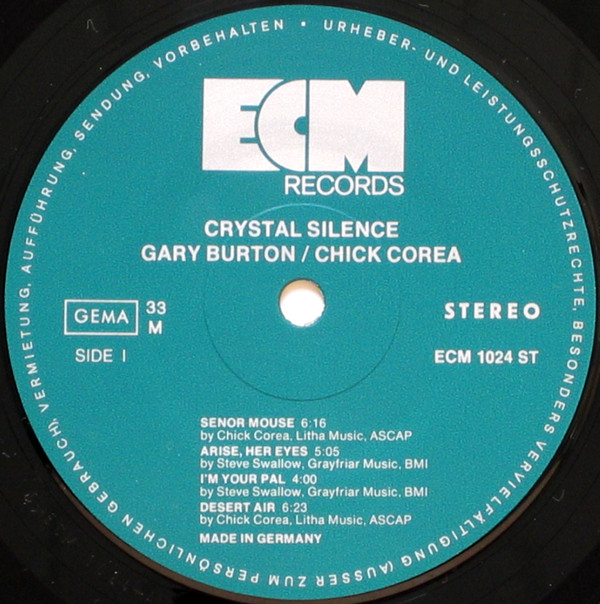 URHEBER- UND LEISTUNGSSCHUTZRECHTE, BESONDERS VERVIELFÄLTIGUNG (AUSSER ZUM PERSÖNLICHEN GEBRAUCH), VERMIETUNG, AUFFÜHRUNG, SENDUNG, VORBEHALTEN •
ECM
RECORDS
CRYSTAL SILENCE
GARY BURTON / CHICK COREA
GEMA 33 M
STEREO
SIDE I
ECM 1024 ST
SENOR MOUSE 6:16
by Chick Corea, Litha Music, ASCAP
ARISE, HER EYES 5:05
by Steve Swallow, Grayfriar Music, BMI
I'M YOUR PAL 4:00
by Steve Swallow, Grayfriar Music, BMI
DESERT AIR 6:23
by Chick Corea, Litha Music, ASCAP
MADE IN GERMANY